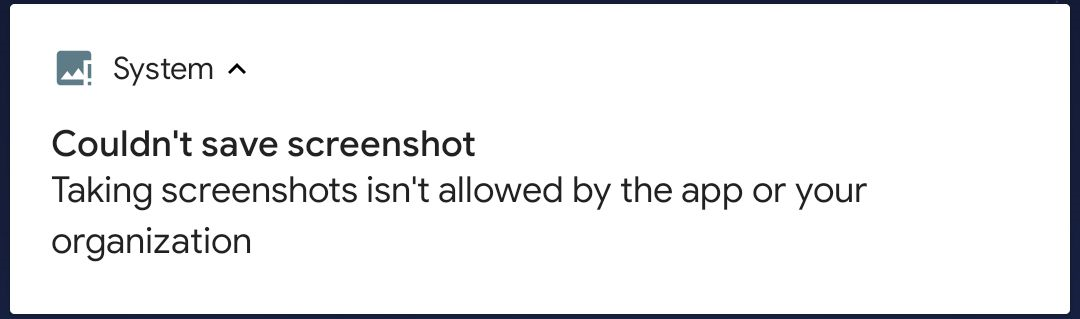 System
Couldn't save screenshot
Taking screenshots isn't allowed by the app or your
organization